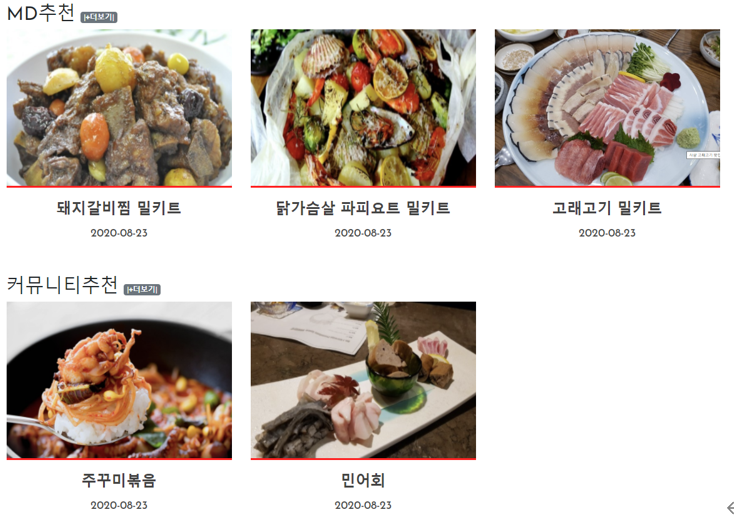 MD추천 |+더보기|
돼지갈비찜 밀키트
2020-08-23
닭가슴살 파피요트 밀키트
2020-08-23
고래고기 밀키트
2020-08-23
커뮤니티추천 |+더보기|
주꾸미볶음
2020-08-23
민어회
2020-08-23